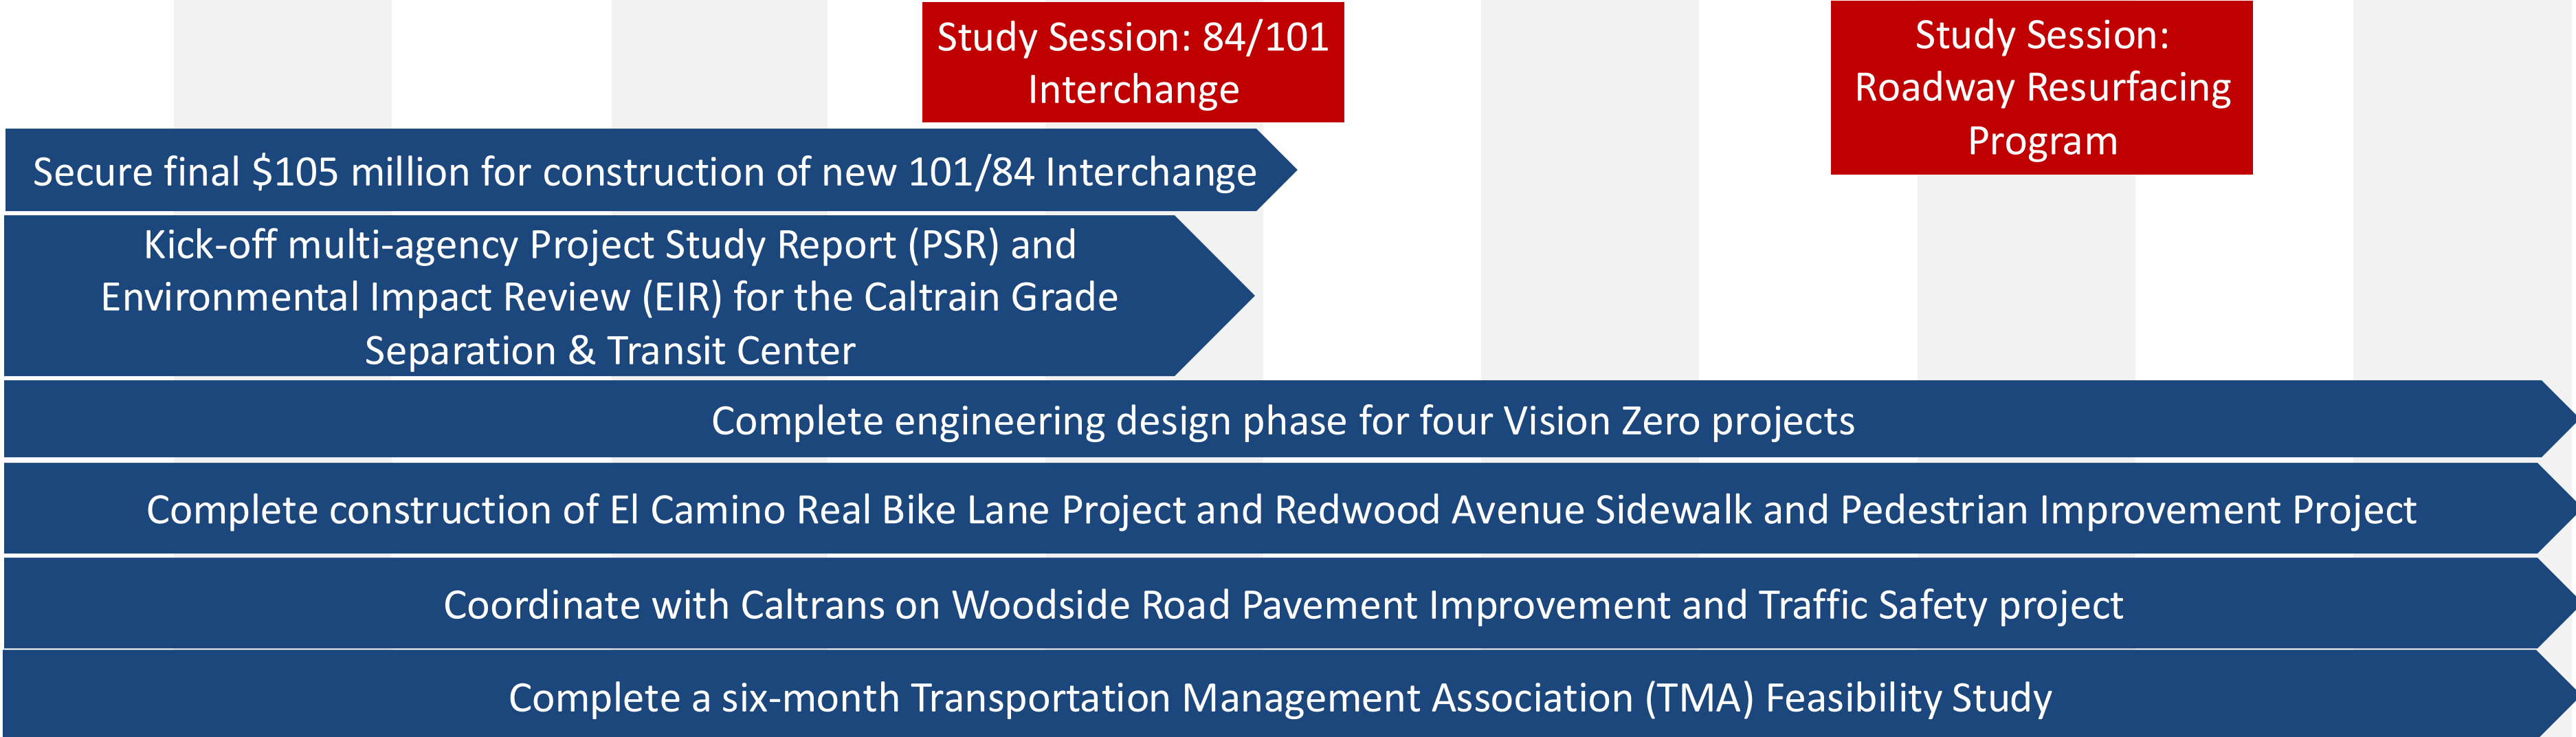 Study Session: 84/101
Interchange
Study Session:
Roadway Resurfacing
Program
Secure final $105 million for construction of new 101/84 Interchange
Kick-off multi-agency Project Study Report (PSR) and
Environmental Impact Review (EIR) for the Caltrain Grade
Separation & Transit Center
Complete engineering design phase for four Vision Zero projects
Complete construction of El Camino Real Bike Lane Project and Redwood Avenue Sidewalk and Pedestrian Improvement Project
Coordinate with Caltrans on Woodside Road Pavement Improvement and Traffic Safety project
Complete a six-month Transportation Management Association (TMA) Feasibility Study